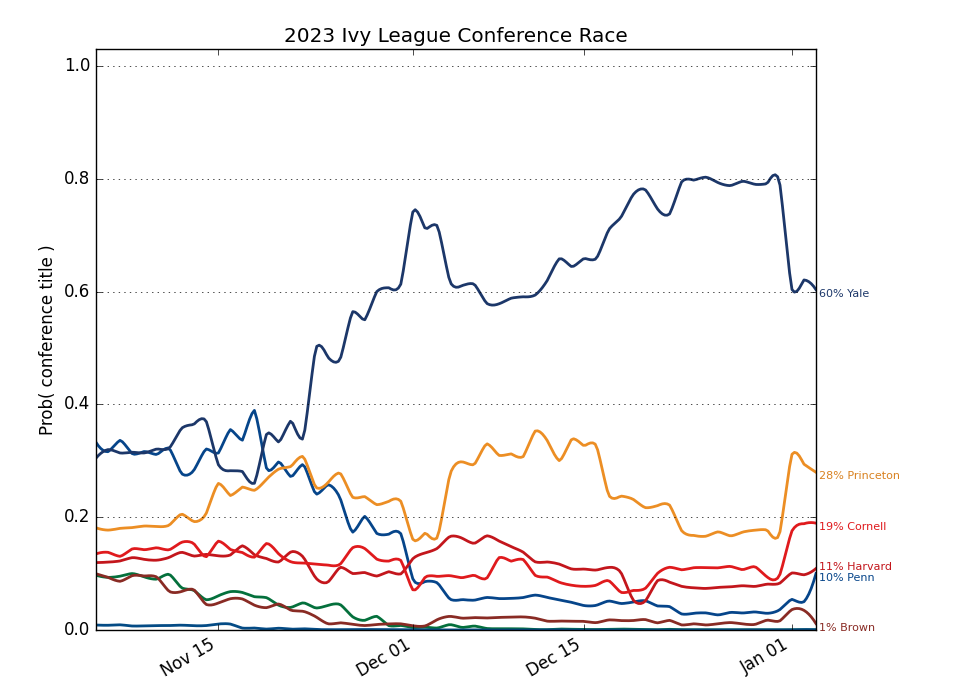 2023 Ivy League Conference Race
Prob( conference title )
1.0
0.8
0.6
0.4
0.2
0.0
Nov 15
Dec 01
Dec 15
Jan 01
60% Yale
28% Princeton
19% Cornell
11% Harvard
10% Penn
1% Brown